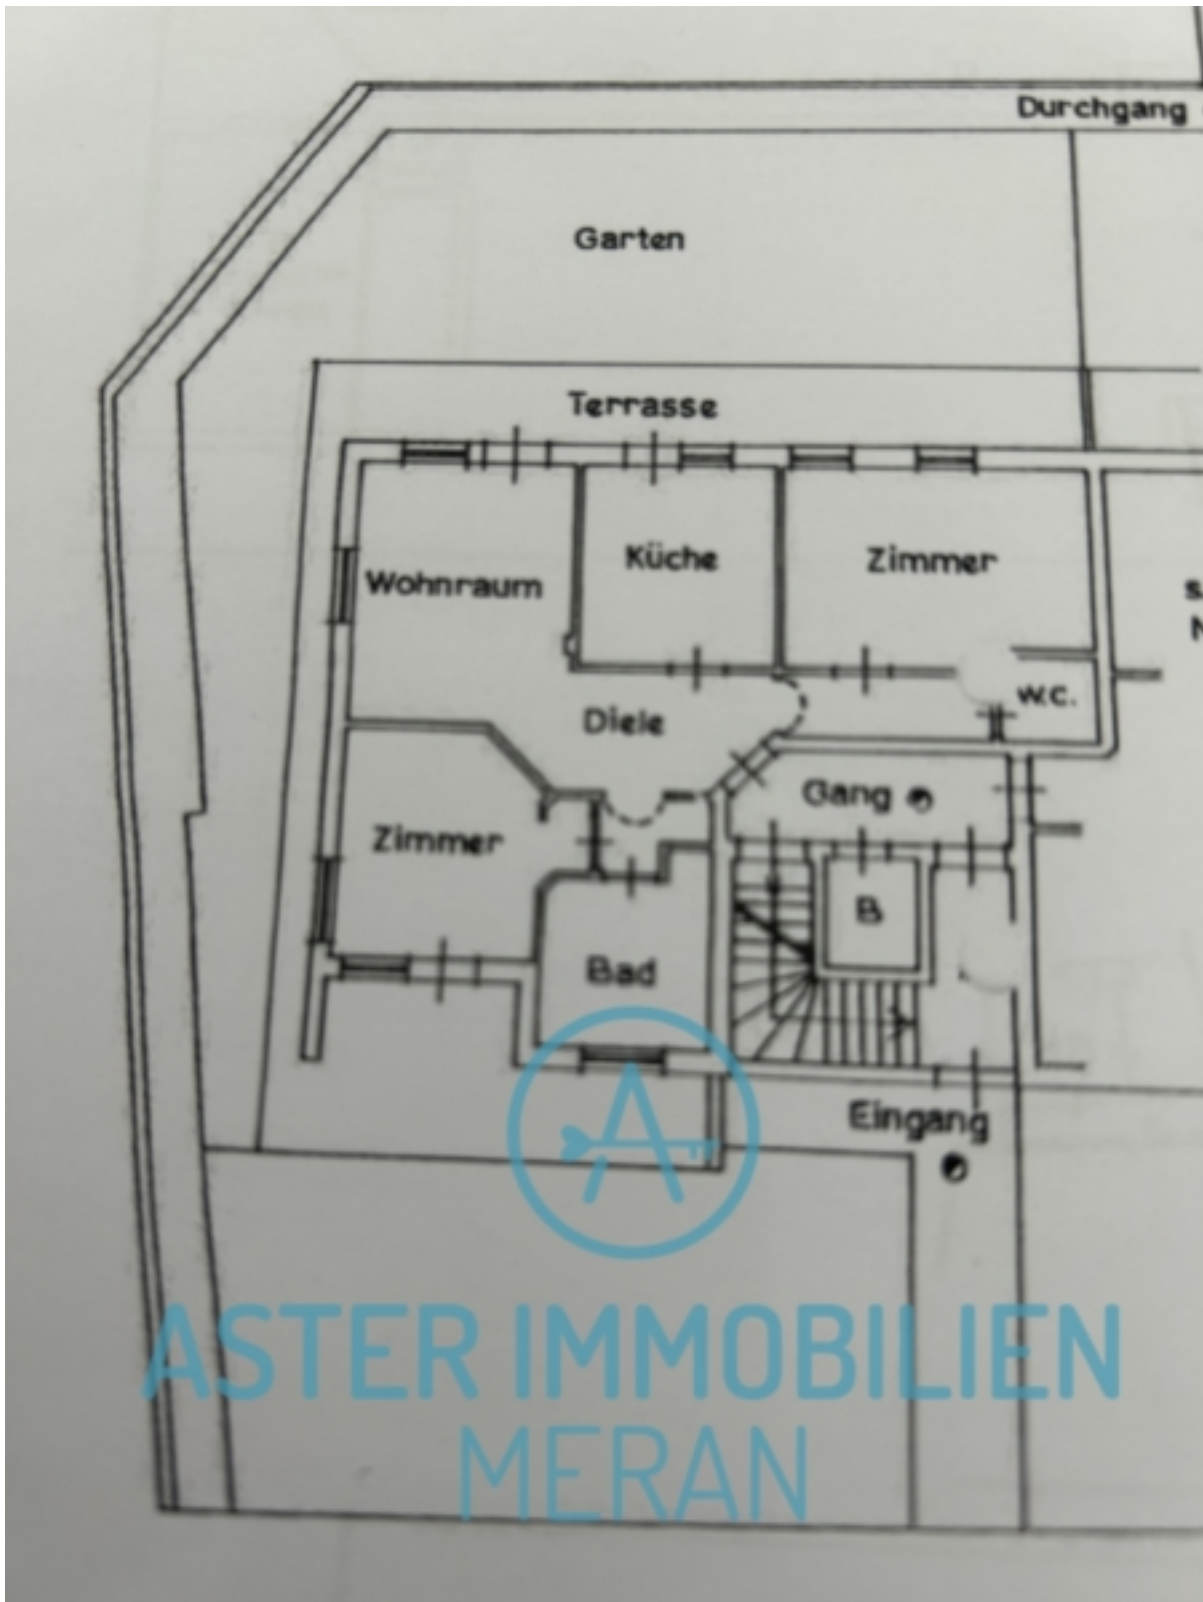 Durchgang
Garten
Terrasse
Küche
Zimmer
Wohnraum
w.c.
Diele
Gang
Zimmer
B
Bad
Eingang
A
ASTER IMMOBILIEN
MERAN